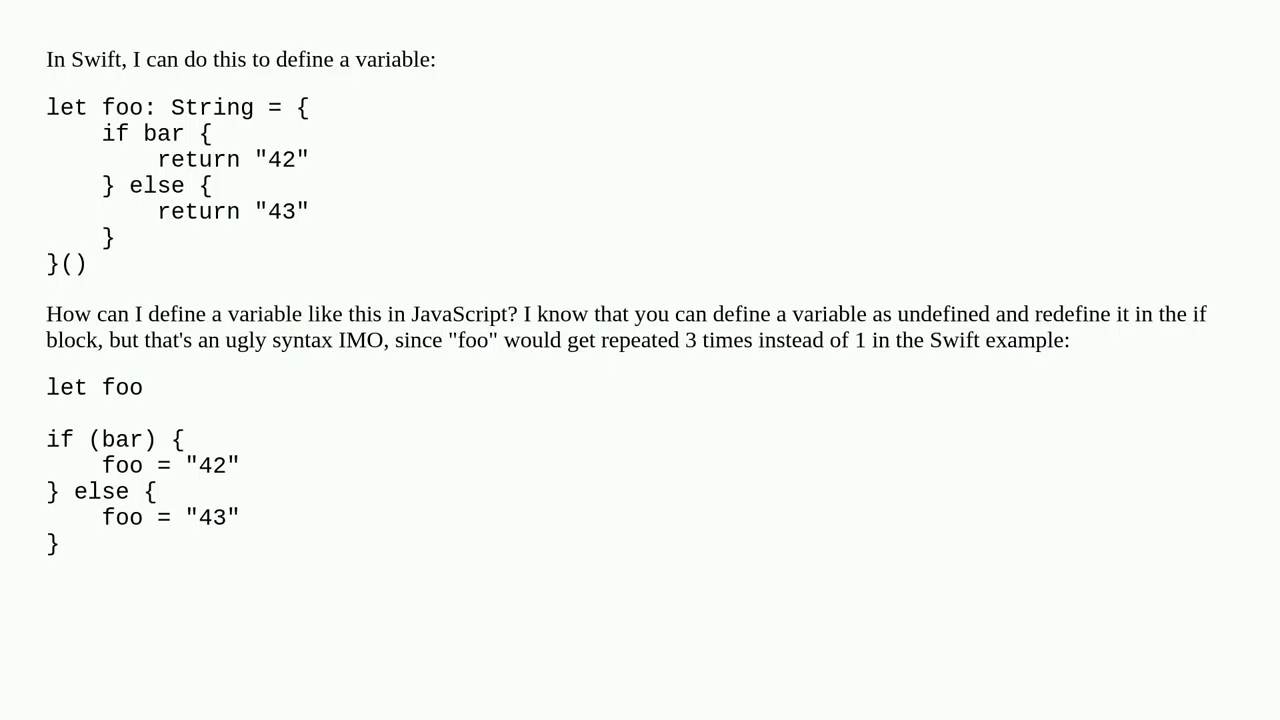 In Swift, I can do this to define a variable:
let foo: String = {
    if bar {
        return "42"
    } else {
        return "43"
    }
}()
How can I define a variable like this in JavaScript? I know that you can define a variable as undefined and redefine it in the if
block, but that's an ugly syntax IMO, since "foo" would get repeated 3 times instead of 1 in the Swift example:
let foo
if (bar) {
    foo = "42"
} else {
    foo = "43"
}